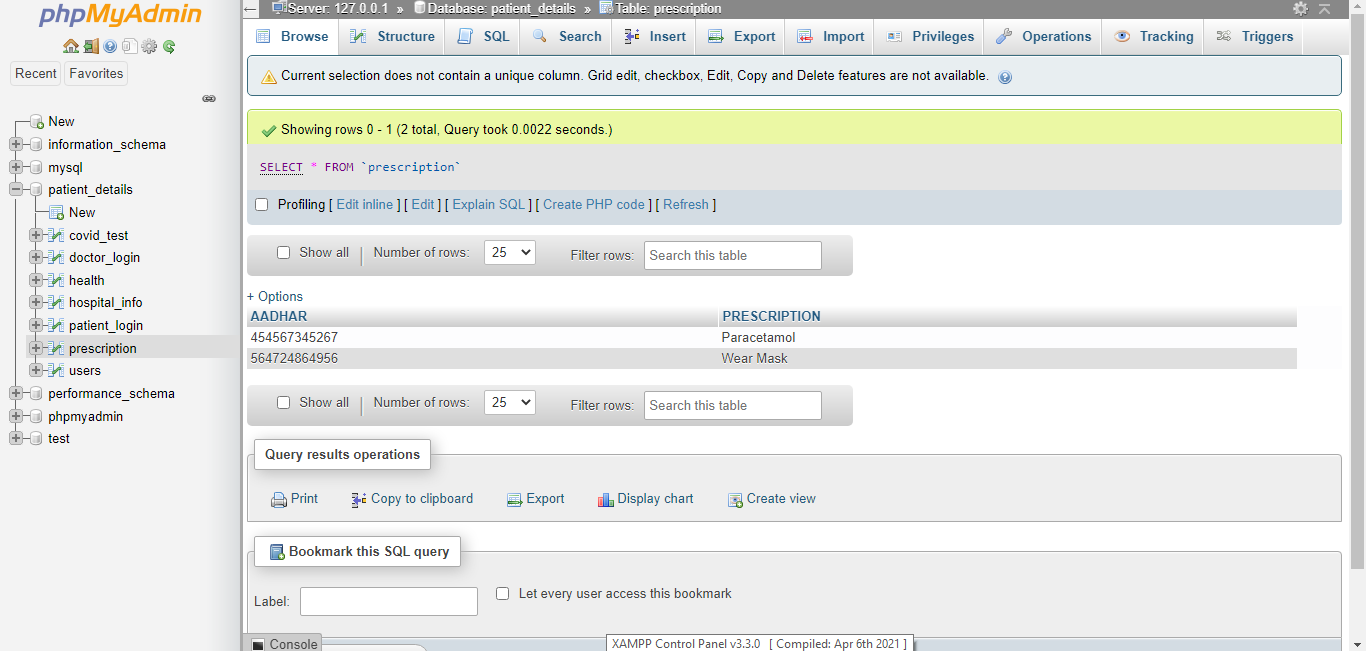 phpMyAdmin
Recent Favorites
New
information_schema
mysql
patient_details
New
covid_test
doctor_login
health
hospital_info
patient_login
prescription
users
performance_schema
phpmyadmin
test
Server: 127.0.0.1 » Database: patient_details » Table: prescription
Browse Structure SQL Search Insert Export Import Privileges Operations Tracking Triggers
Current selection does not contain a unique column. Grid edit, checkbox, Edit, Copy and Delete features are not available.
Showing rows 0 - 1 (2 total, Query took 0.0022 seconds.)
SELECT * FROM `prescription`
Profiling [ Edit inline ] [ Edit ] [ Explain SQL ] [ Create PHP code ] [ Refresh ]
Show all Number of rows: 25 Filter rows: Search this table
+ Options
AADHAR PRESCRIPTION
454567345267 Paracetamol
564724864956 Wear Mask
Show all Number of rows: 25 Filter rows: Search this table
Query results operations
Print Copy to clipboard Export Display chart Create view
Bookmark this SQL query
Label: Let every user access this bookmark
Console
XAMPP Control Panel v3.3.0 [ Compiled: Apr 6th 2021 ]